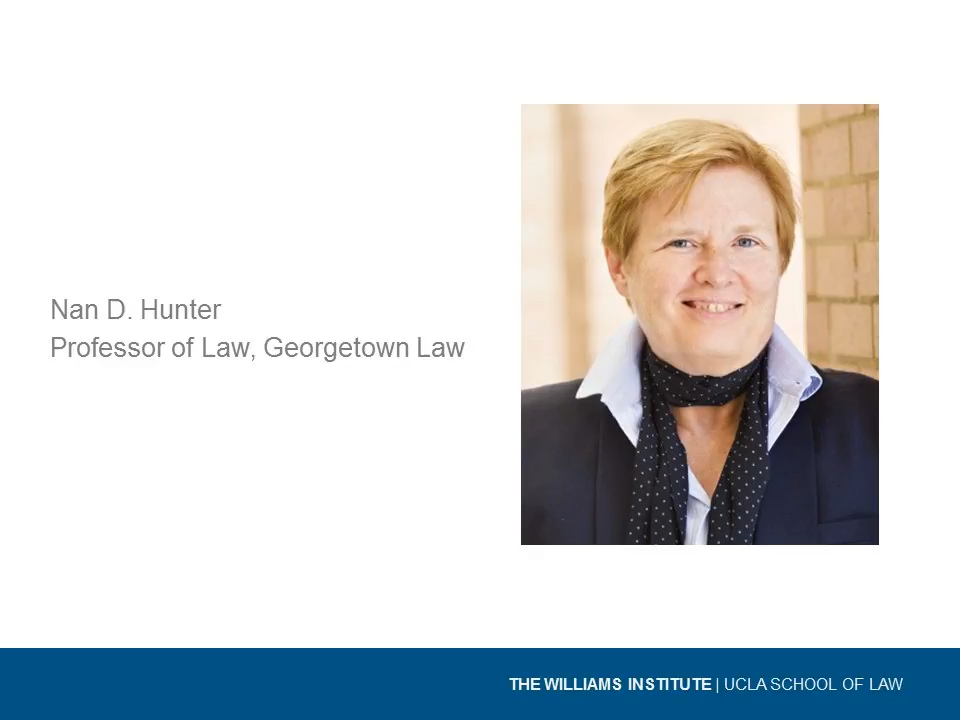 Nan D. Hunter
Professor of Law, Georgetown Law
THE WILLIAMS INSTITUTE | UCLA SCHOOL OF LAW